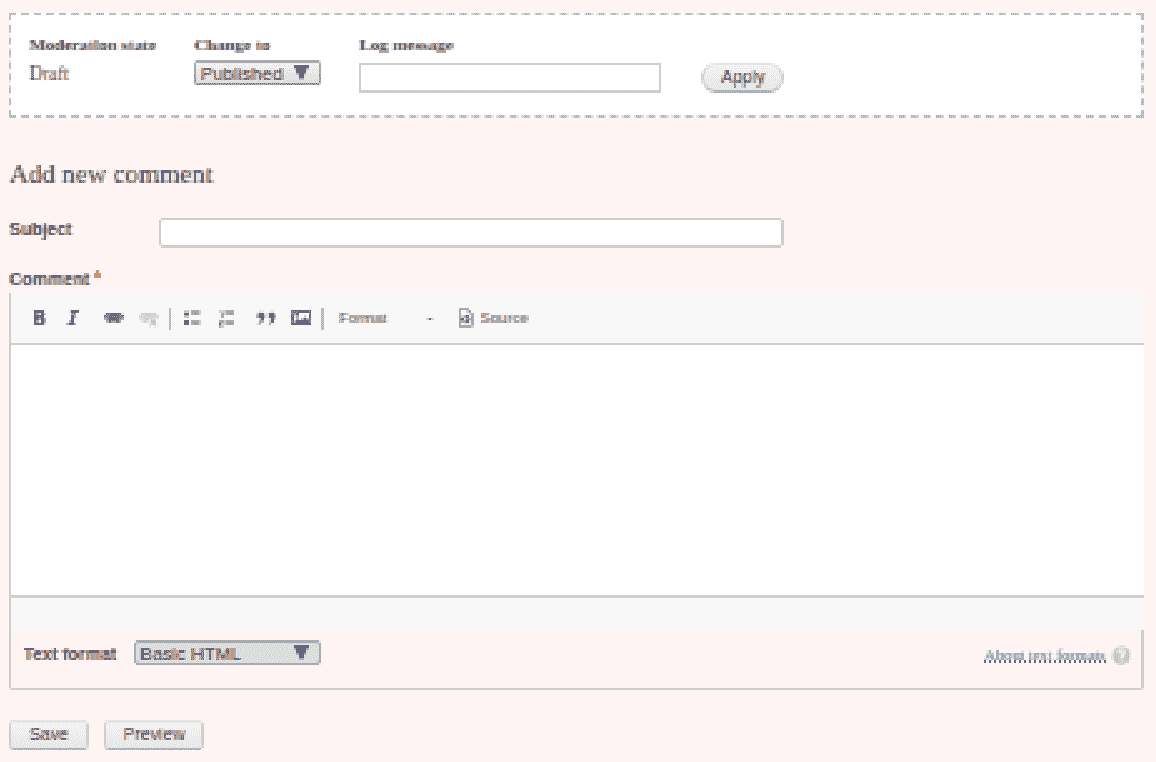 Moderation state Change to Log message
Draft Published Apply
Add new comment
Subject
Comment *
B I Format Source
Text format Basic HTML About text formats ?
Save Preview